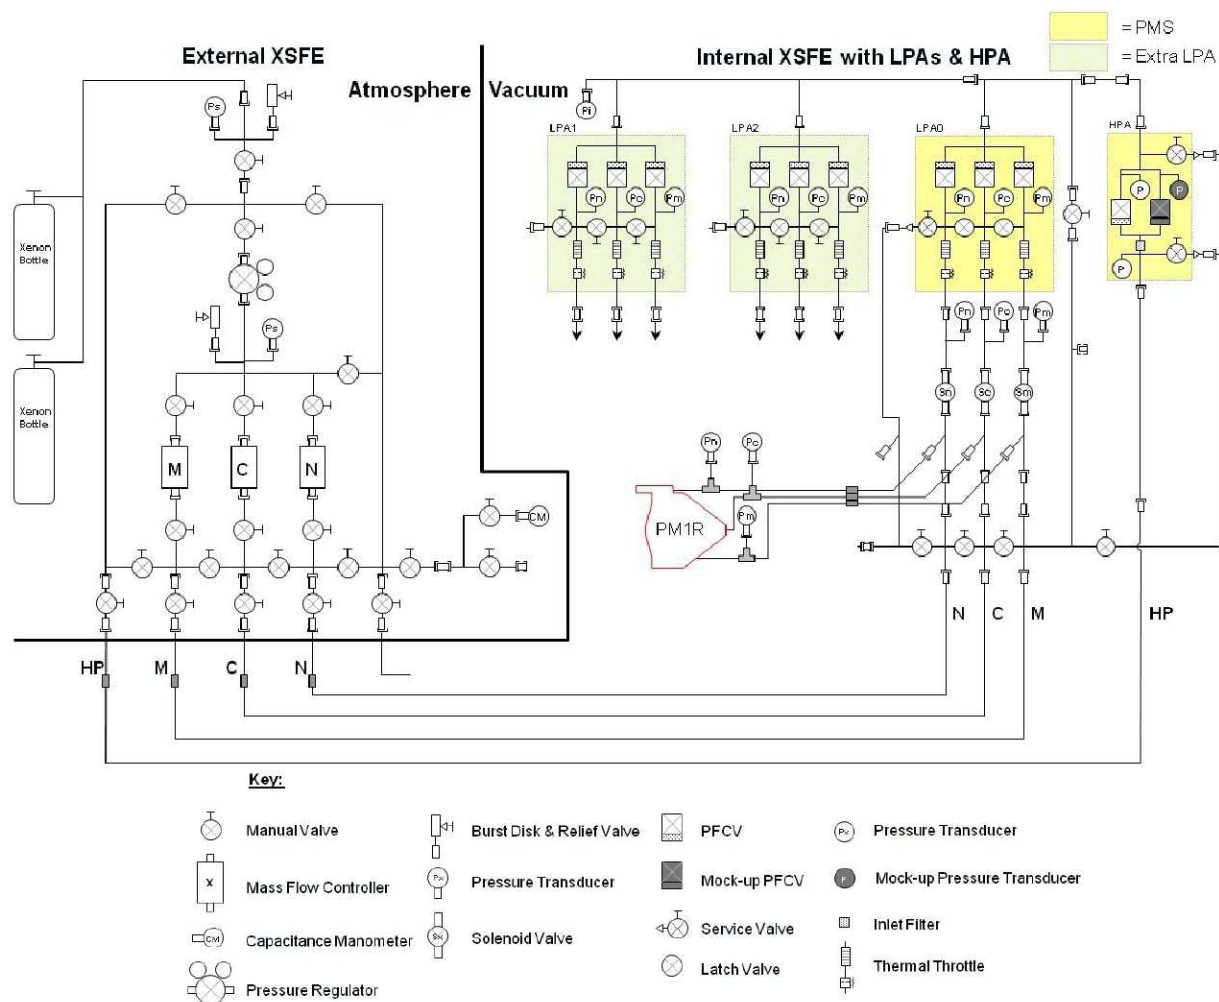 = PMS
= Extra LPA
External XSFE
Internal XSFE with LPAs & HPA
Atmosphere
Vacuum
Ps
Pi
LPA1
LPA2
LPA0
HPA
Pn
Pc
Pm
Pn
Pc
Pm
Pn
Pc
Pm
P
P
P
Xenon
Bottle
Ps
Pn
Pc
Pm
Xenon
Bottle
Sn
Sc
Sm
M
C
N
Pn
Pc
Pm
PM1R
CM
N
C
M
HP
HP
M
C
N
Key:
Manual Valve
Burst Disk & Relief Valve
PFCV
Px
Pressure Transducer
X
Mass Flow Controller
Px
Pressure Transducer
Mock-up PFCV
P
Mock-up Pressure Transducer
CM
Capacitance Manometer
Sx
Solenoid Valve
Service Valve
Inlet Filter
Pressure Regulator
Latch Valve
Thermal Throttle